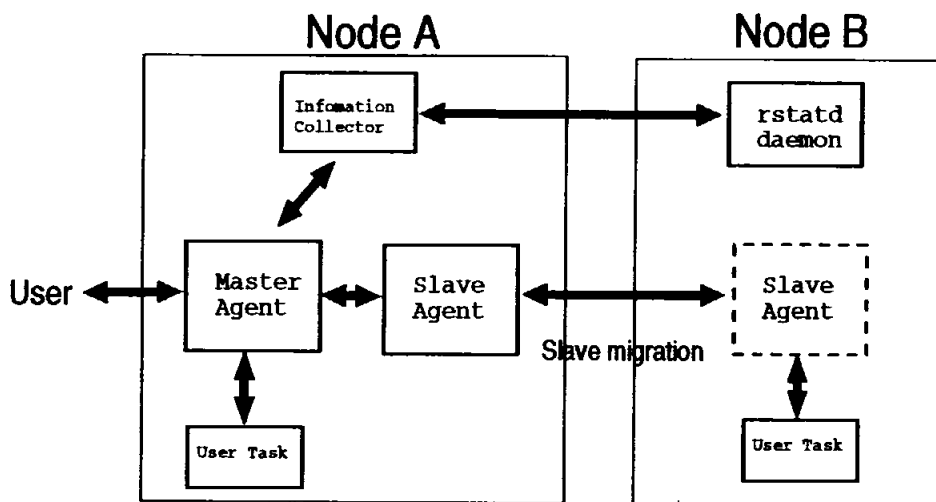 Node A
Node B
Infomation
Collector
rstatd
daemon
User
Master
Agent
Slave
Agent
Slave
Agent
Slave migration
User Task
User Task